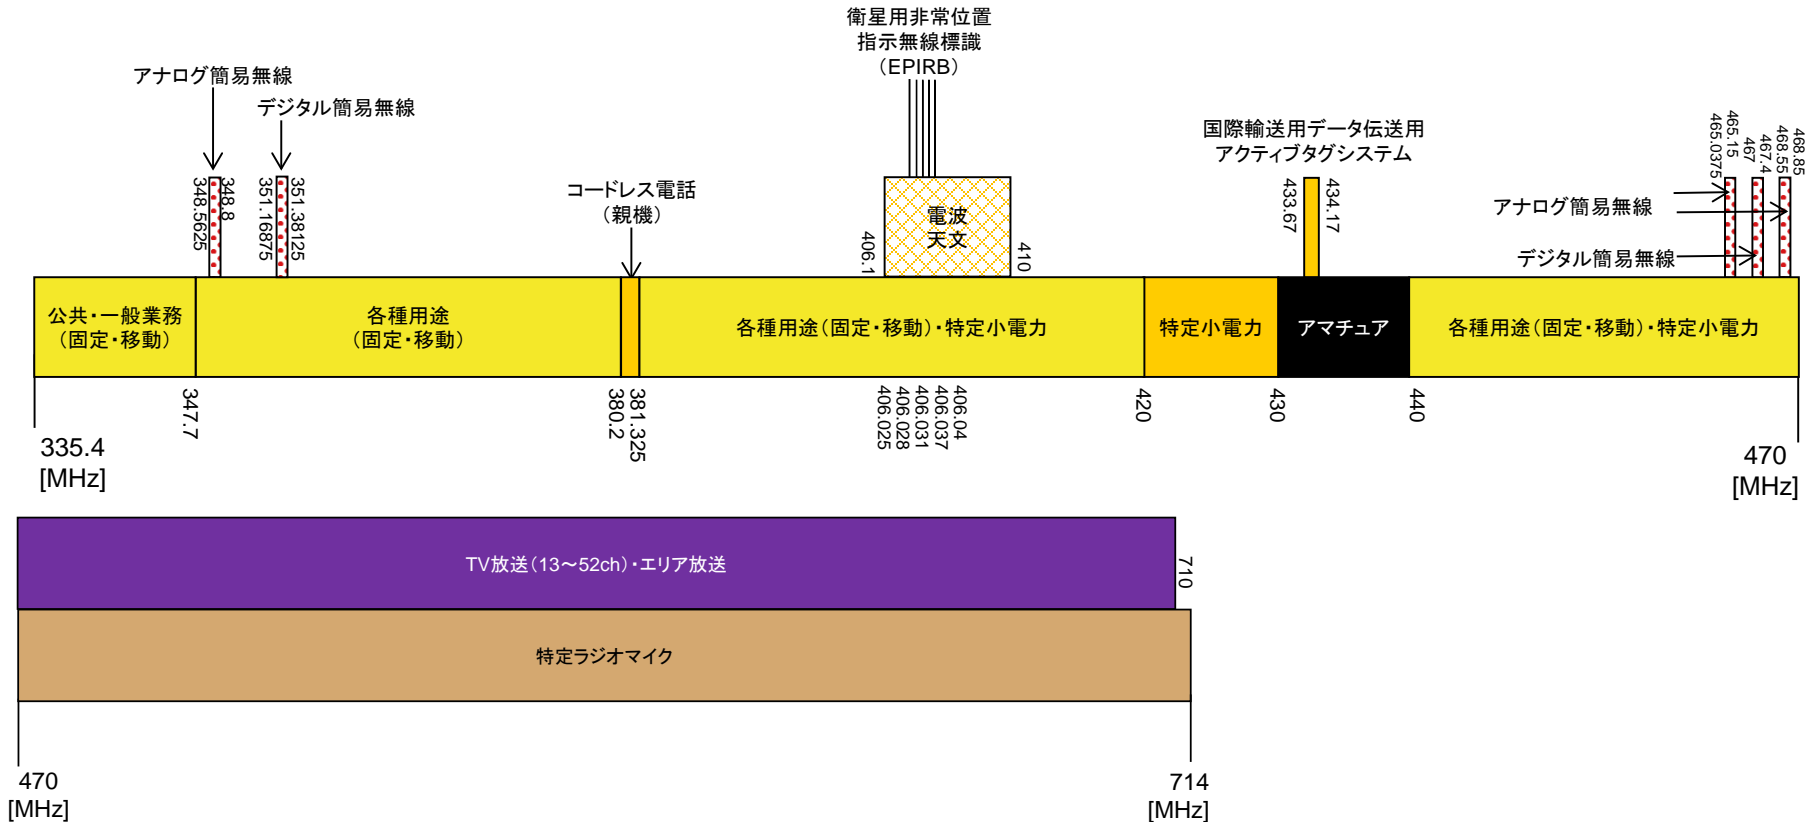 衛星用非常位置
指示無線標識
（EPIRB）
アナログ簡易無線
デジタル簡易無線
348.5625
348.8
351.16875
351.38125
コードレス電話
（親機）
406.1
電波
天文
410
国際輸送用データ伝送用
アクティブタグシステム
433.67
434.17
465.0375
465.15
467
467.4
468.55
468.85
アナログ簡易無線
デジタル簡易無線
公共・一般業務
（固定・移動）
各種用途
（固定・移動）
各種用途（固定・移動）・特定小電力
特定小電力
アマチュア
各種用途（固定・移動）・特定小電力
335.4
[MHz]
347.7
380.2
381.325
406.025
406.028
406.031
406.037
406.04
420
430
440
470
[MHz]
TV放送（13～52ch）・エリア放送
710
特定ラジオマイク
470
[MHz]
714
[MHz]